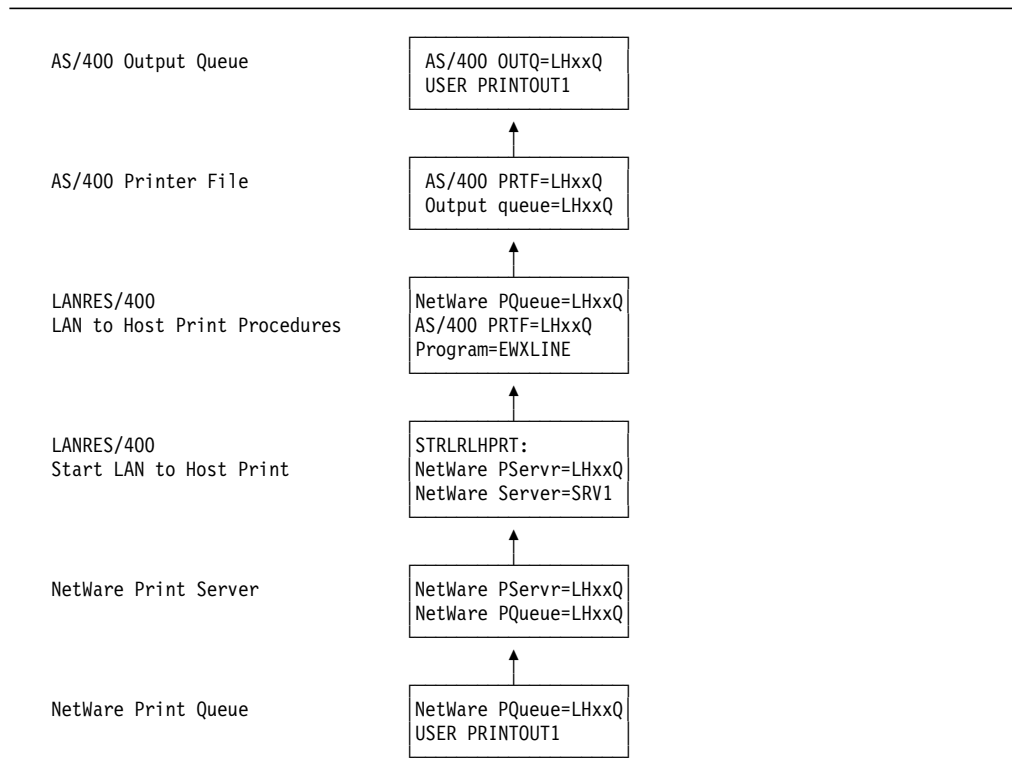 AS/400 Output Queue
AS/400 OUTQ=LHxxQ
USER PRINTOUT1
AS/400 Printer File
AS/400 PRTF=LHxxQ
Output queue=LHxxQ
LANRES/400
LAN to Host Print Procedures
NetWare PQueue=LHxxQ
AS/400 PRTF=LHxxQ
Program=EWXLINE
LANRES/400
Start LAN to Host Print
STRLRLHPRT:
NetWare PServr=LHxxQ
NetWare Server=SRV1
NetWare Print Server
NetWare PServr=LHxxQ
NetWare PQueue=LHxxQ
NetWare Print Queue
NetWare PQueue=LHxxQ
USER PRINTOUT1